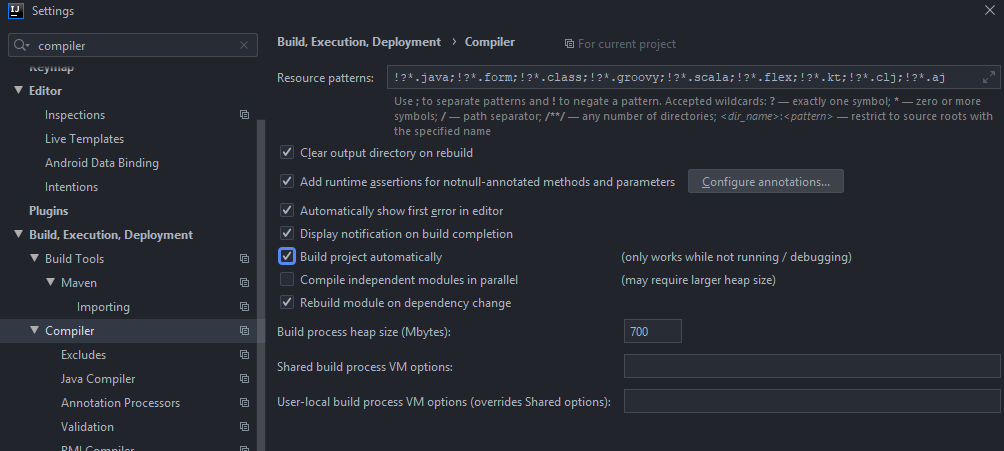 IJ
Settings
compiler
Keymap
Editor
Inspections
Live Templates
Android Data Binding
Intentions
Plugins
Build, Execution, Deployment
Build Tools
Maven
Importing
Compiler
Excludes
Java Compiler
Annotation Processors
Validation
RMI Compiler
Build, Execution, Deployment › Compiler
For current project
Resource patterns:
!?*.java;!?*.form;!?*.class;!?*.groovy;!?*.scala;!?*.flex;!?*.kt;!?*.clj;!?*.aj
Use ; to separate patterns and ! to negate a pattern. Accepted wildcards: ? — exactly one symbol; * — zero or more
symbols; / — path separator; /**/ — any number of directories; <dir_name>:<pattern> — restrict to source roots with
the specified name
Clear output directory on rebuild
Add runtime assertions for notnull-annotated methods and parameters
Configure annotations...
Automatically show first error in editor
Display notification on build completion
Build project automatically
(only works while not running / debugging)
Compile independent modules in parallel
(may require larger heap size)
Rebuild module on dependency change
Build process heap size (Mbytes):
700
Shared build process VM options:
User-local build process VM options (overrides Shared options):